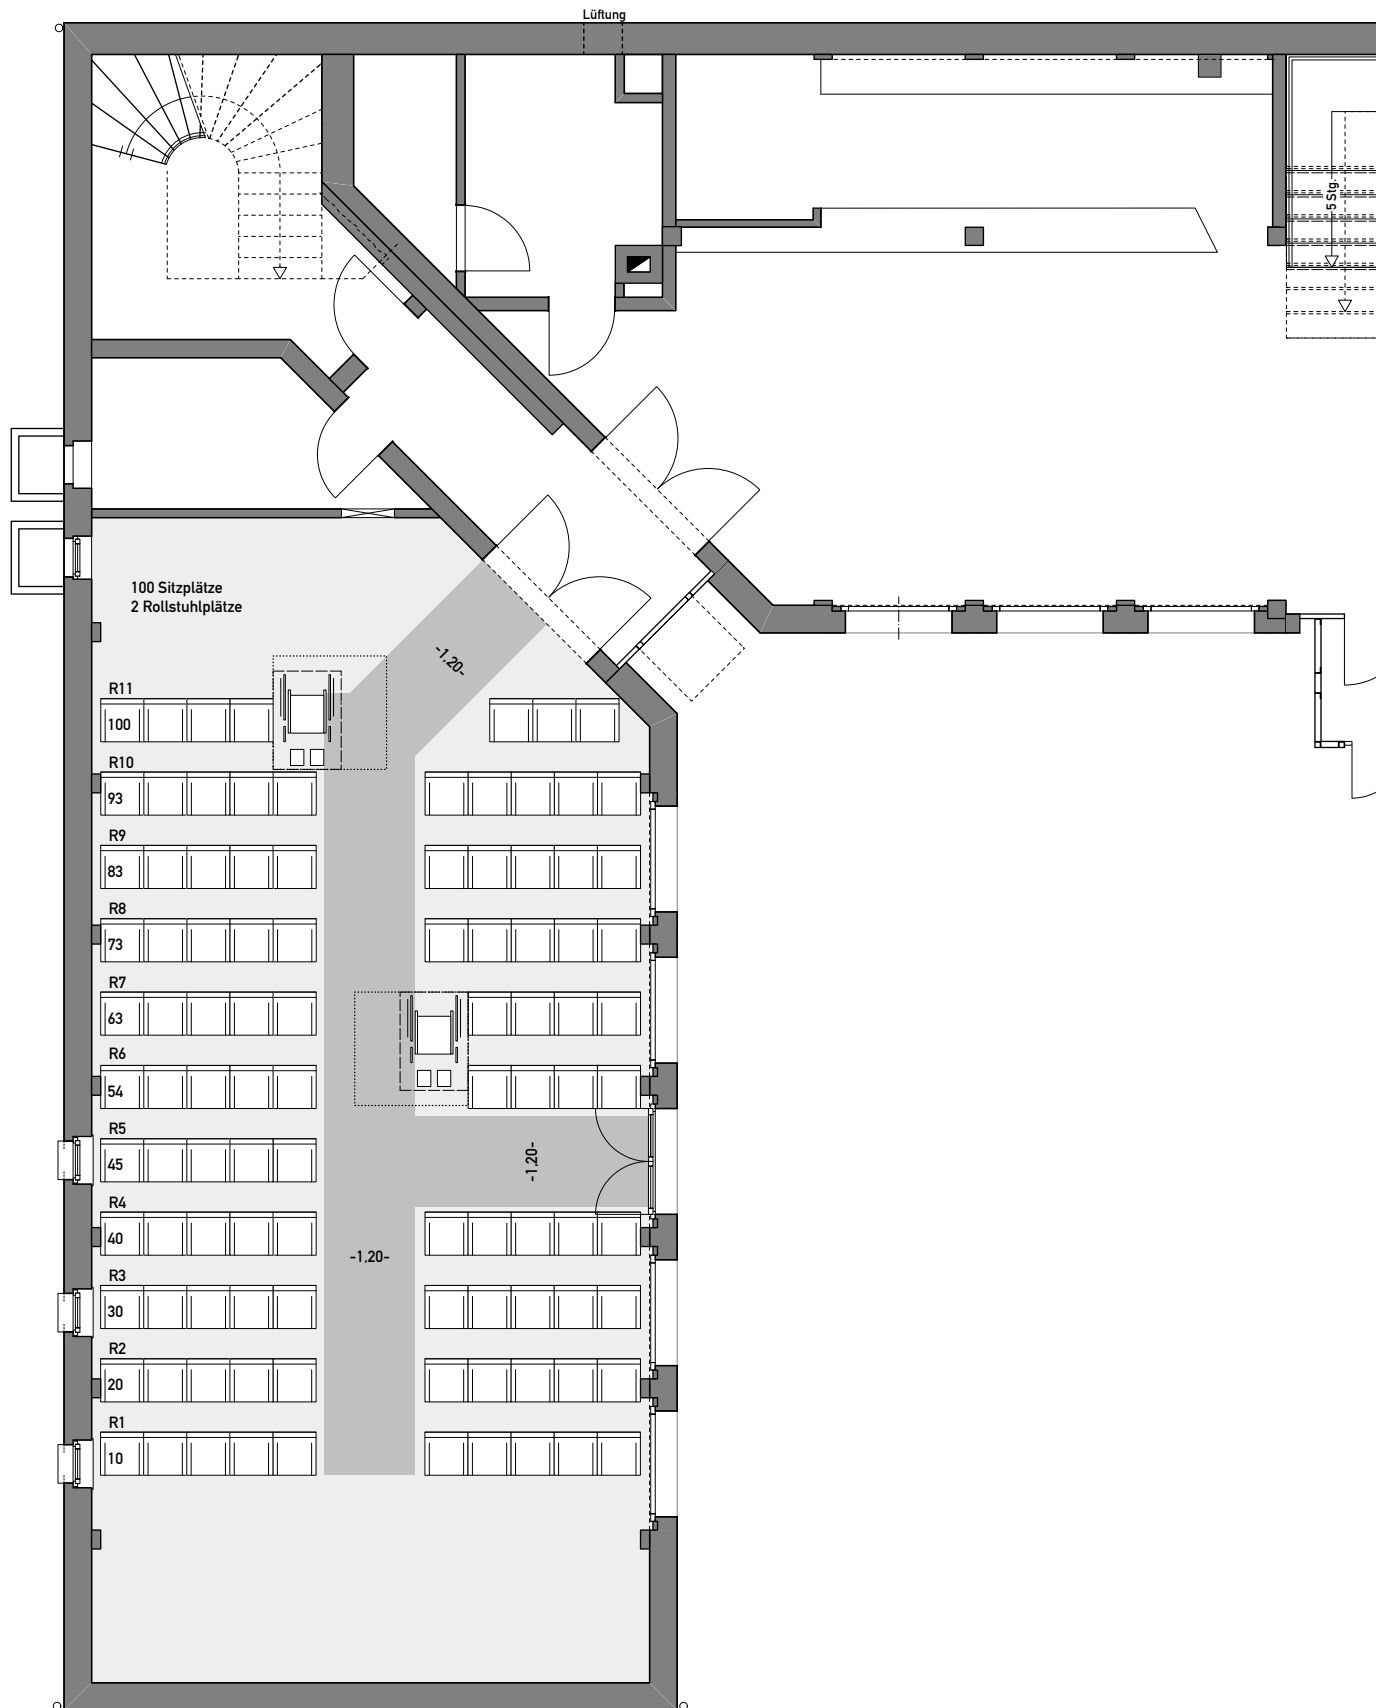 Lüftung
5 Stg.
100 Sitzplätze
2 Rollstuhlplätze
-1,20-
R11
100
R10
93
R9
83
R8
73
R7
63
R6
54
R5
45
-1,20-
R4
40
-1,20-
R3
30
R2
20
R1
10